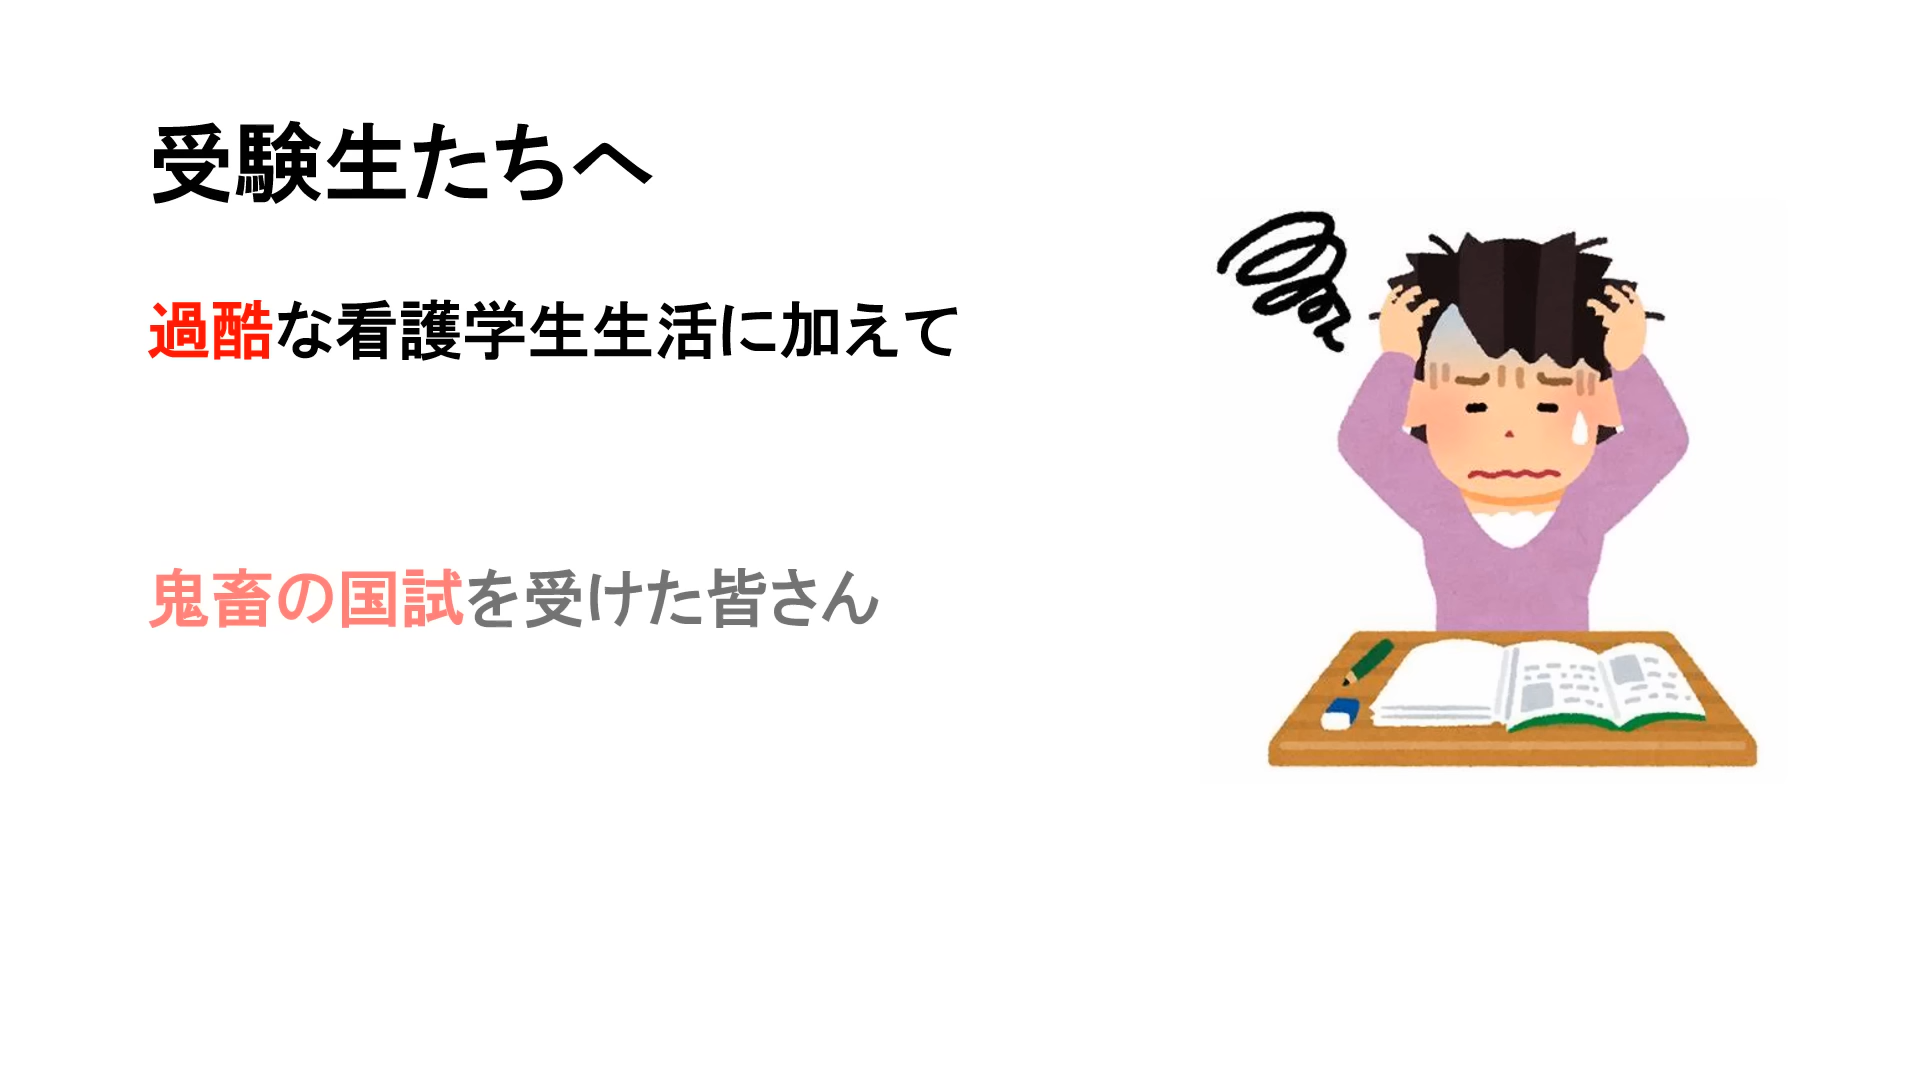 受験生たちへ
過酷な看護学生生活に加えて
鬼畜の国試を受けた皆さん